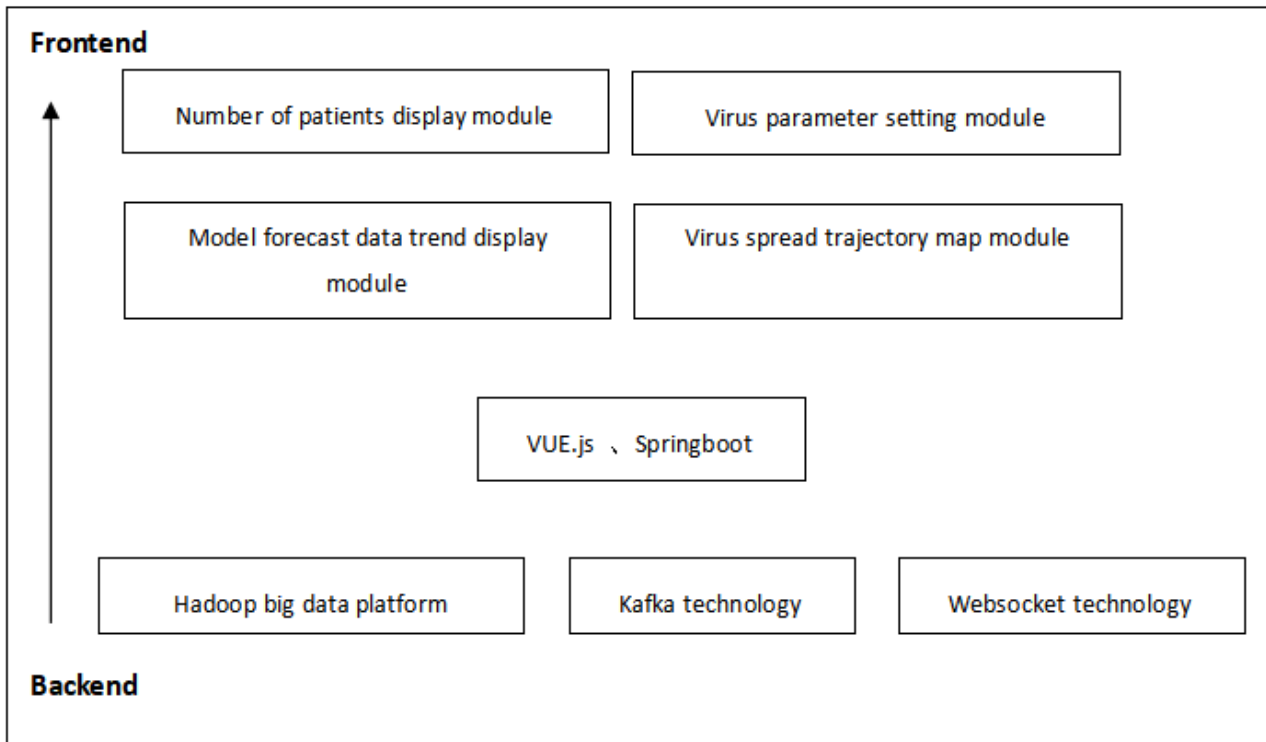 Frontend
Number of patients display module
Virus parameter setting module
Model forecast data trend display
module
Virus spread trajectory map module
VUE.js 、 Springboot
Hadoop big data platform
Kafka technology
Websocket technology
Backend